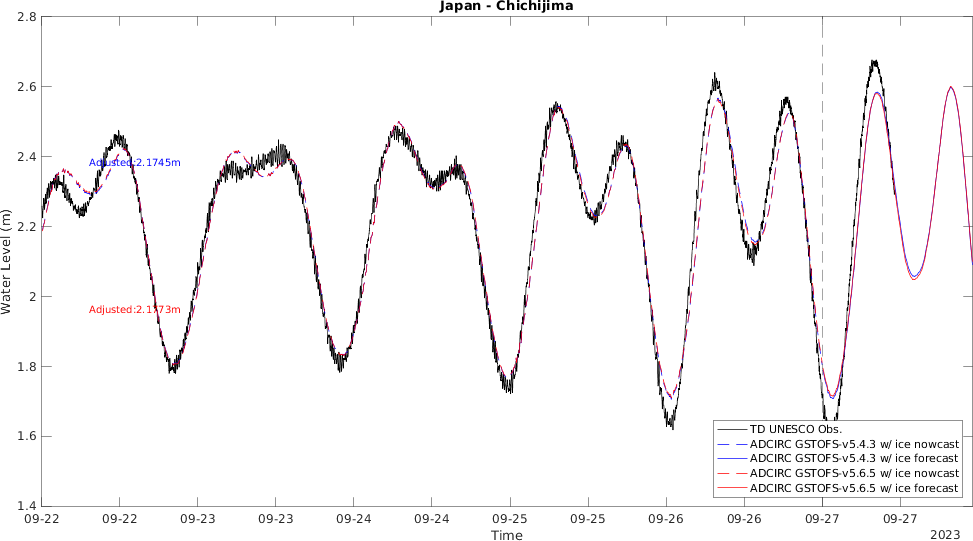 Japan - Chichijima
2.8
2.6
2.4
2.2
2
1.8
1.6
1.4
Water Level (m)
Adjusted:2.1745m
Adjusted:2.1773m
TD UNESCO Obs.
ADCIRC GSTOFS-v5.4.3 w/ ice nowcast
ADCIRC GSTOFS-v5.4.3 w/ ice forecast
ADCIRC GSTOFS-v5.6.5 w/ ice nowcast
ADCIRC GSTOFS-v5.6.5 w/ ice forecast
09-22 09-22 09-23 09-23 09-24 09-24 09-25 09-25 09-26 09-26 09-27 09-27
Time
2023